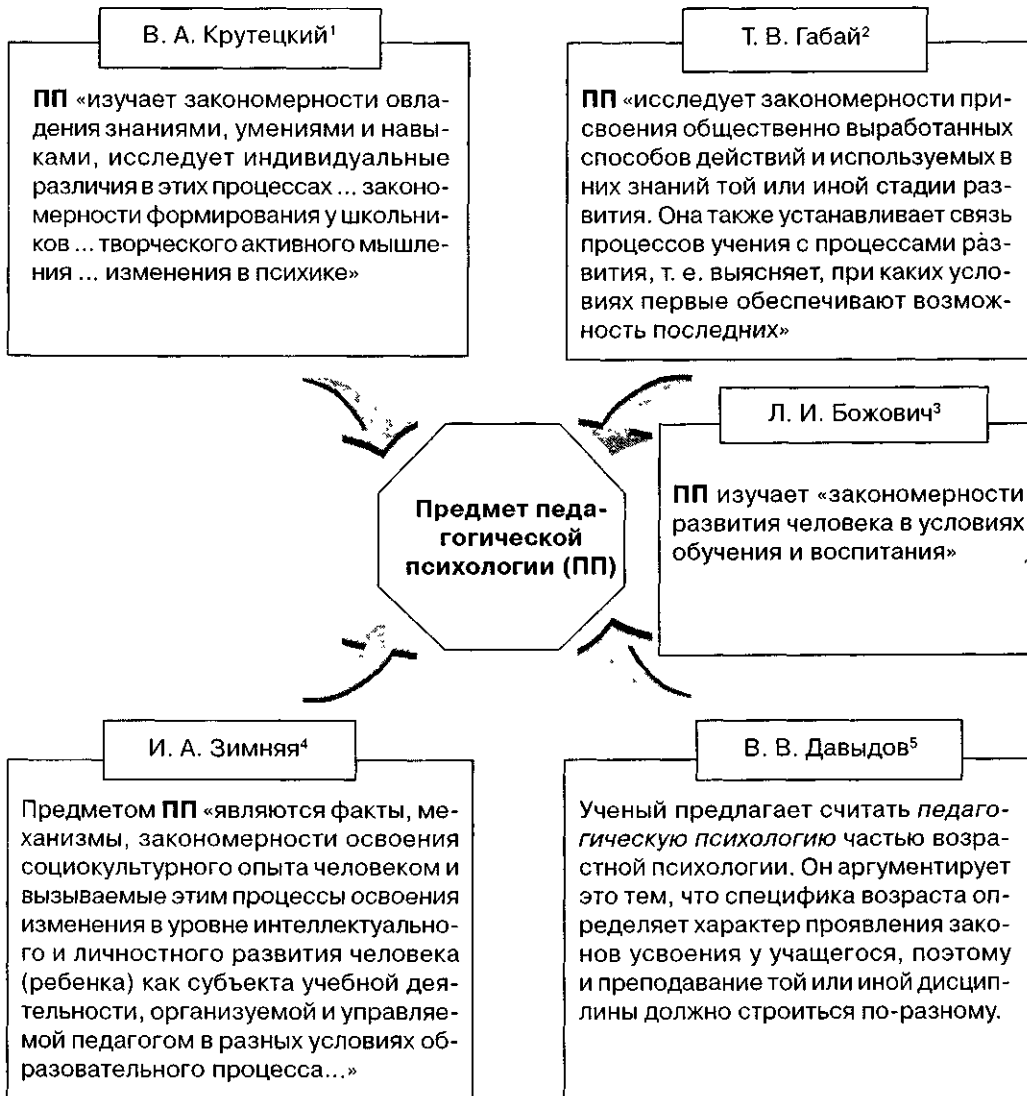 В. А. Крутецкий¹
ПП «изучает закономерности овла-
дения знаниями, умениями и навы-
ками, исследует индивидуальные
различия в этих процессах ... законо-
мерности формирования у школьни-
ков ... творческого активного мышле-
ния ... изменения в психике»
Т. В. Габай²
ПП «исследует закономерности при-
своения общественно выработанных
способов действий и используемых в
них знаний той или иной стадии раз-
вития. Она также устанавливает связь
процессов учения с процессами раз-
вития, т. е. выясняет, при каких усло-
виях первые обеспечивают возмож-
ность последних»
Л. И. Божович³
ПП изучает «закономерности
развития человека в условиях
обучения и воспитания»
Предмет педа-
гогической
психологии (ПП)
И. А. Зимняя⁴
Предметом ПП «являются факты, ме-
ханизмы, закономерности освоения
социокультурного опыта человеком и
вызываемые этим процессы освоения
изменения в уровне интеллектуально-
го и личностного развития человека
(ребенка) как субъекта учебной дея-
тельности, организуемой и управляе-
мой педагогом в разных условиях об-
разовательного процесса...»
В. В. Давыдов⁵
Ученый предлагает считать педаго-
гическую психологию частью возра-
стной психологии. Он аргументирует
это тем, что специфика возраста оп-
ределяет характер проявления зако-
нов усвоения у учащегося, поэтому
и преподавание той или иной дисцип-
лины должно строиться по-разному.